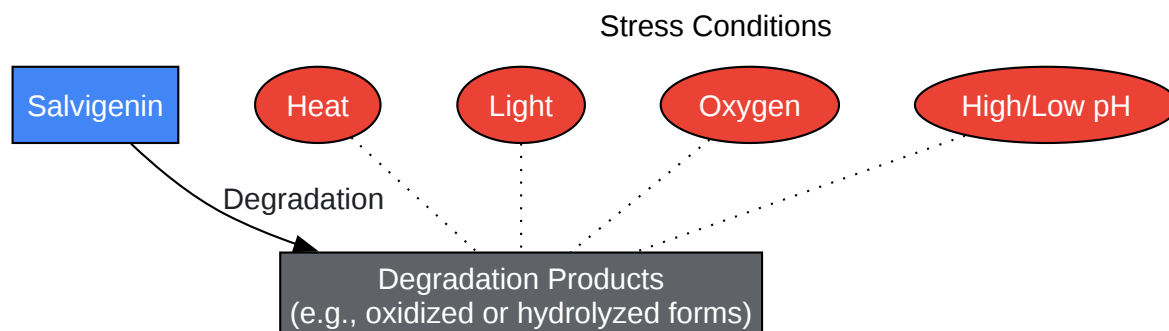 Stress Conditions
Salvigenin
Heat
Light
Oxygen
High/Low pH
Degradation
Degradation Products
(e.g., oxidized or hydrolyzed forms)